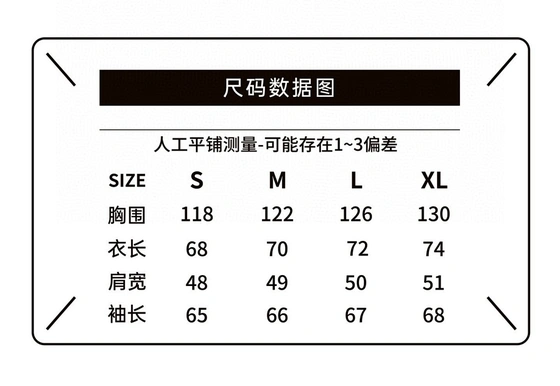 尺码数据图
人工平铺测量-可能存在1~3偏差
SIZE S M L XL
胸围 118 122 126 130
衣长 68 70 72 74
肩宽 48 49 50 51
袖长 65 66 67 68